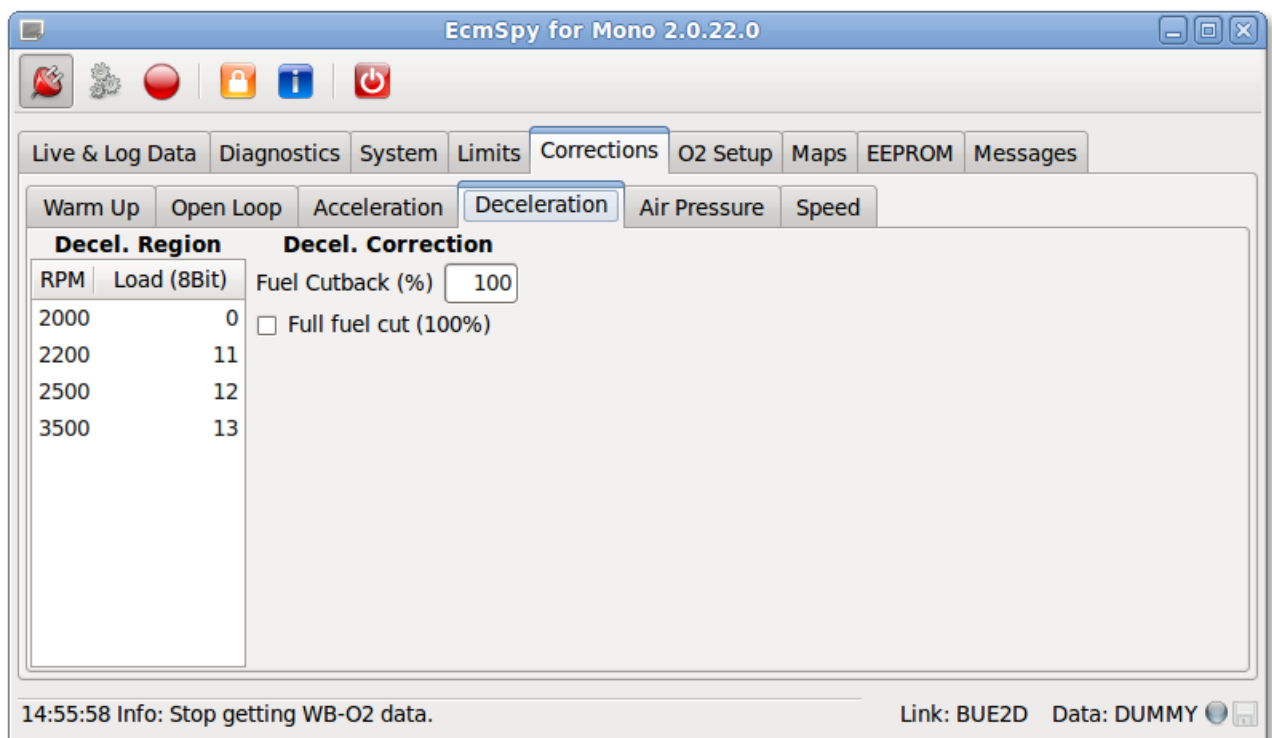 EcmSpy for Mono 2.0.22.0
Live & Log Data Diagnostics System Limits Corrections O2 Setup Maps EEPROM Messages
Warm Up Open Loop Acceleration Deceleration Air Pressure Speed
Decel. Region Decel. Correction
RPM Load (8Bit) Fuel Cutback (%) 100
2000 0 Full fuel cut (100%)
2200 11
2500 12
3500 13
14:55:58 Info: Stop getting WB-O2 data. Link: BUE2D Data: DUMMY